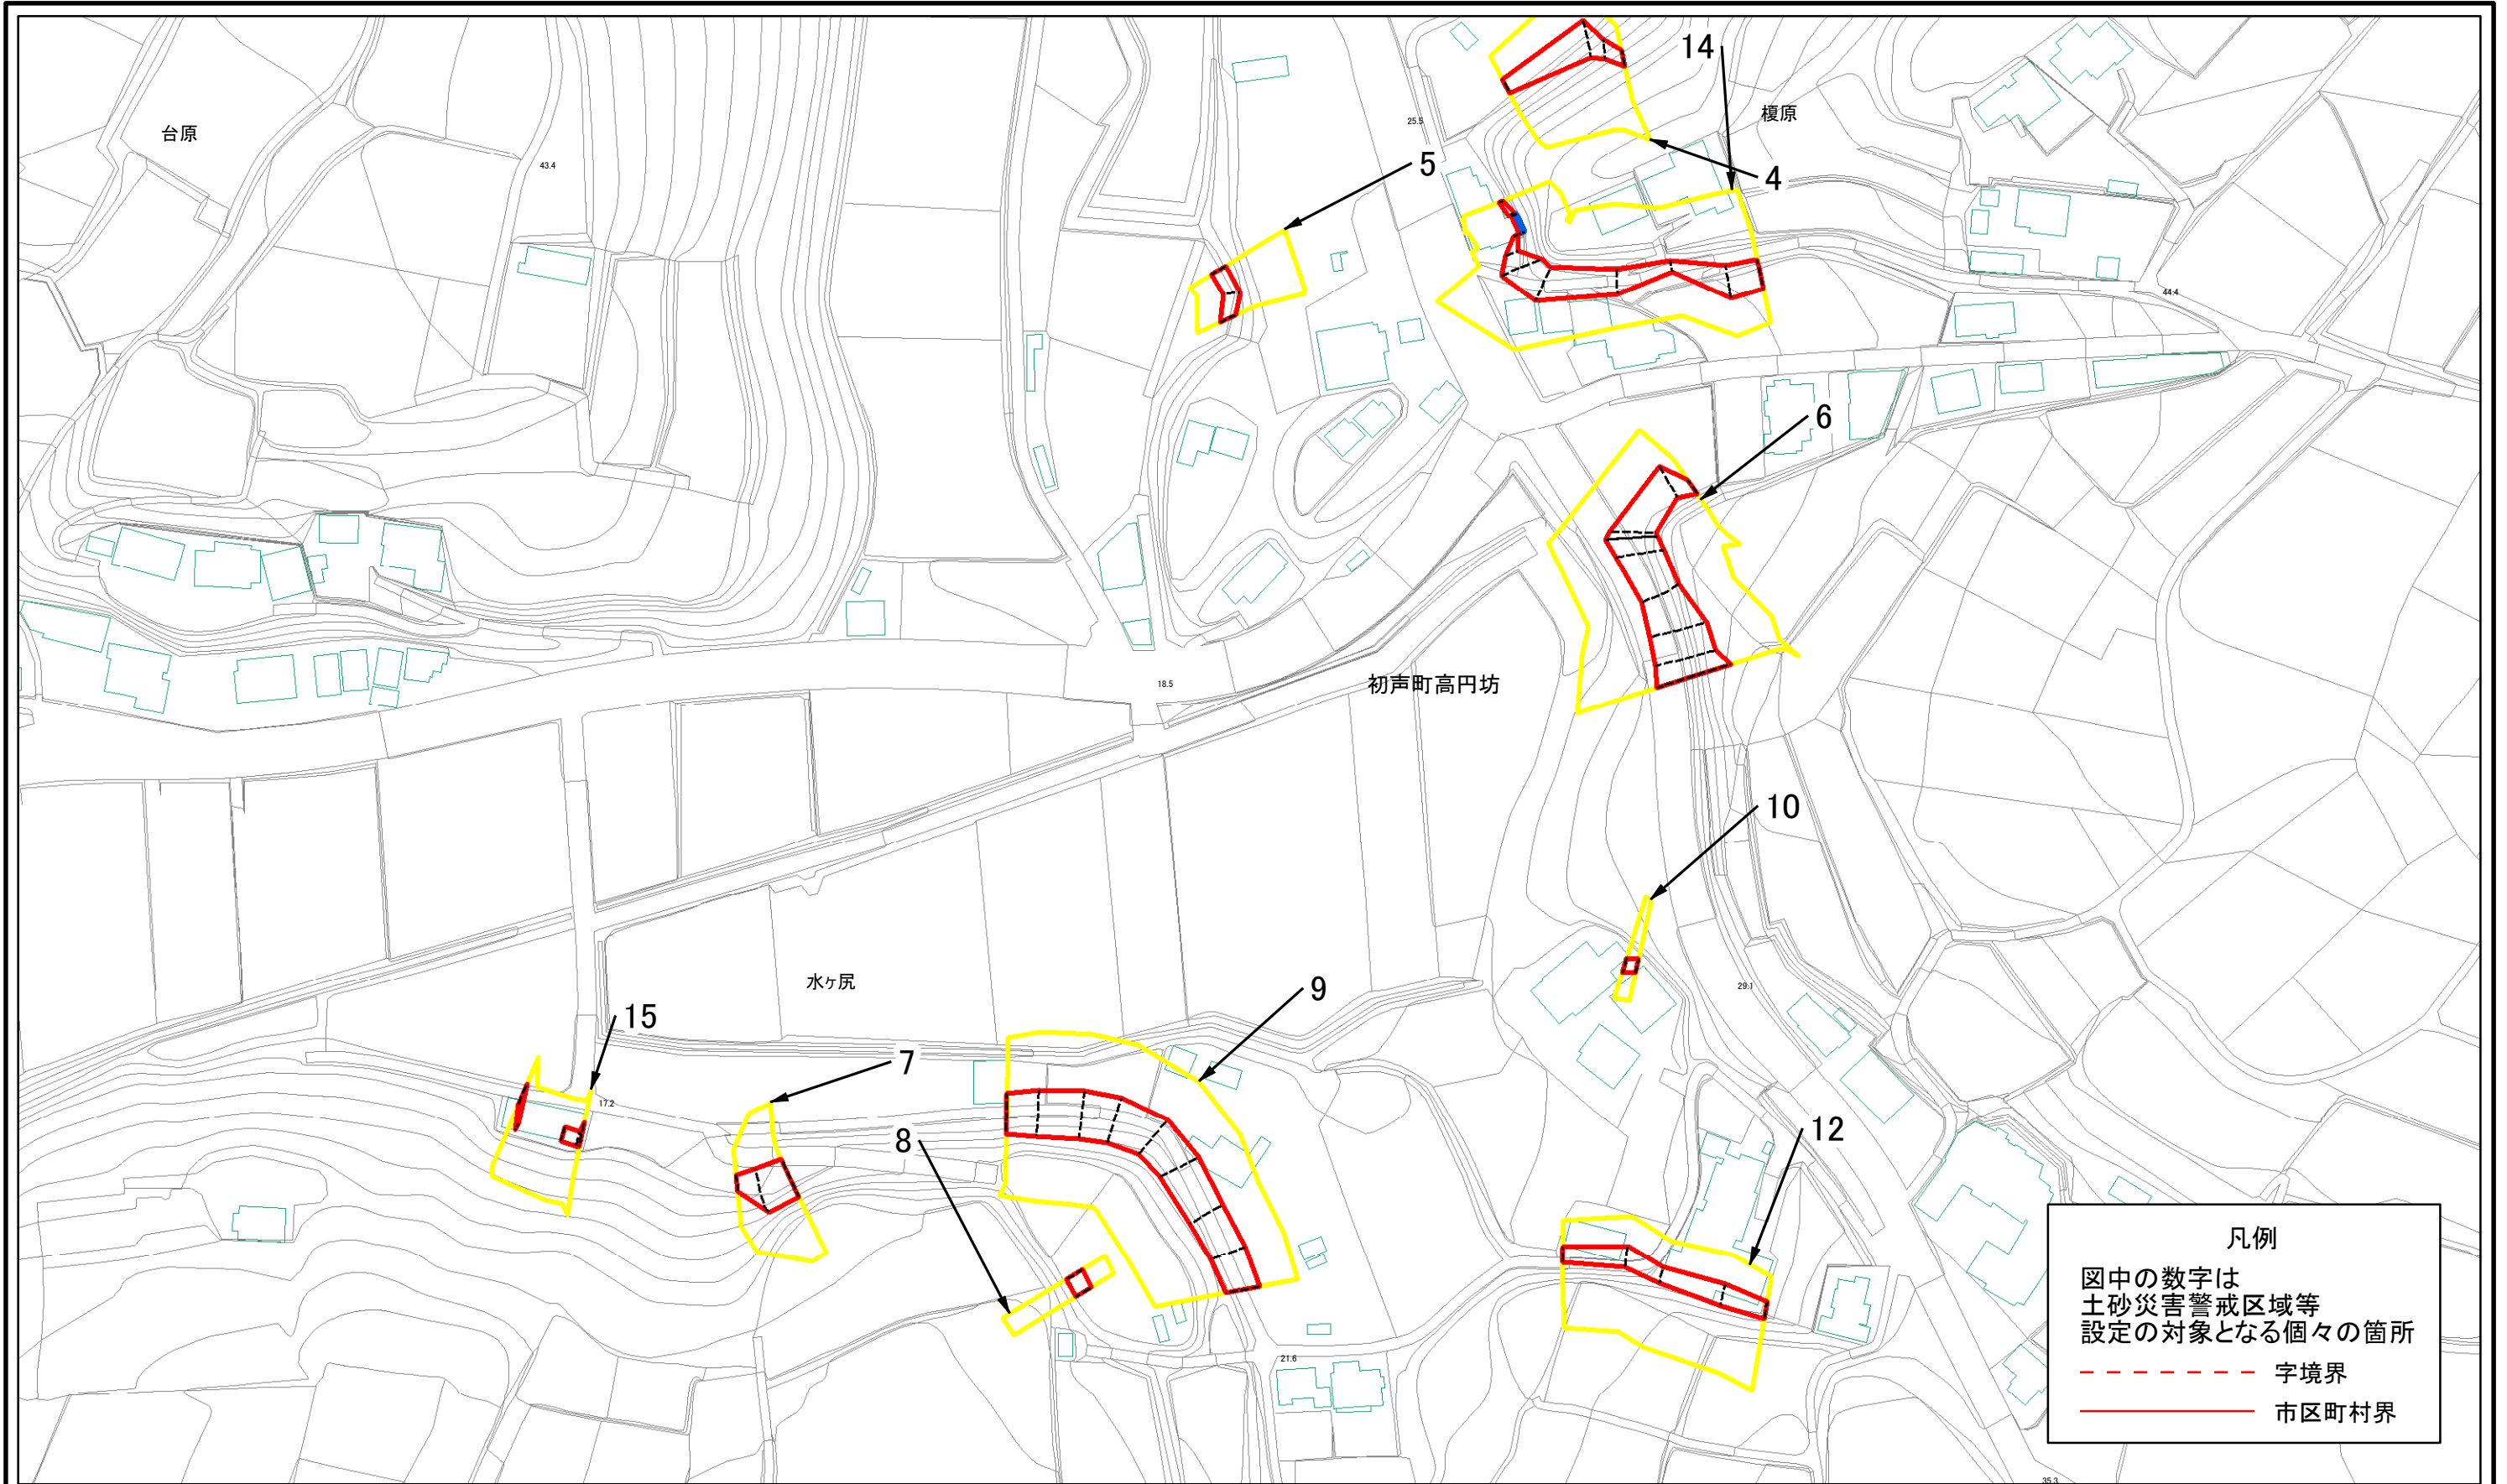 14
25.5
榎原
台原
43.4
5
4
44.4
6
18.5
初声町高円坊
10
水ヶ尻
29.1
9
15
7
17.2
8
12
凡例
図中の数字は
土砂災害警戒区域等
設定の対象となる個々の箇所
字境界
市区町村界
21.6
35.3